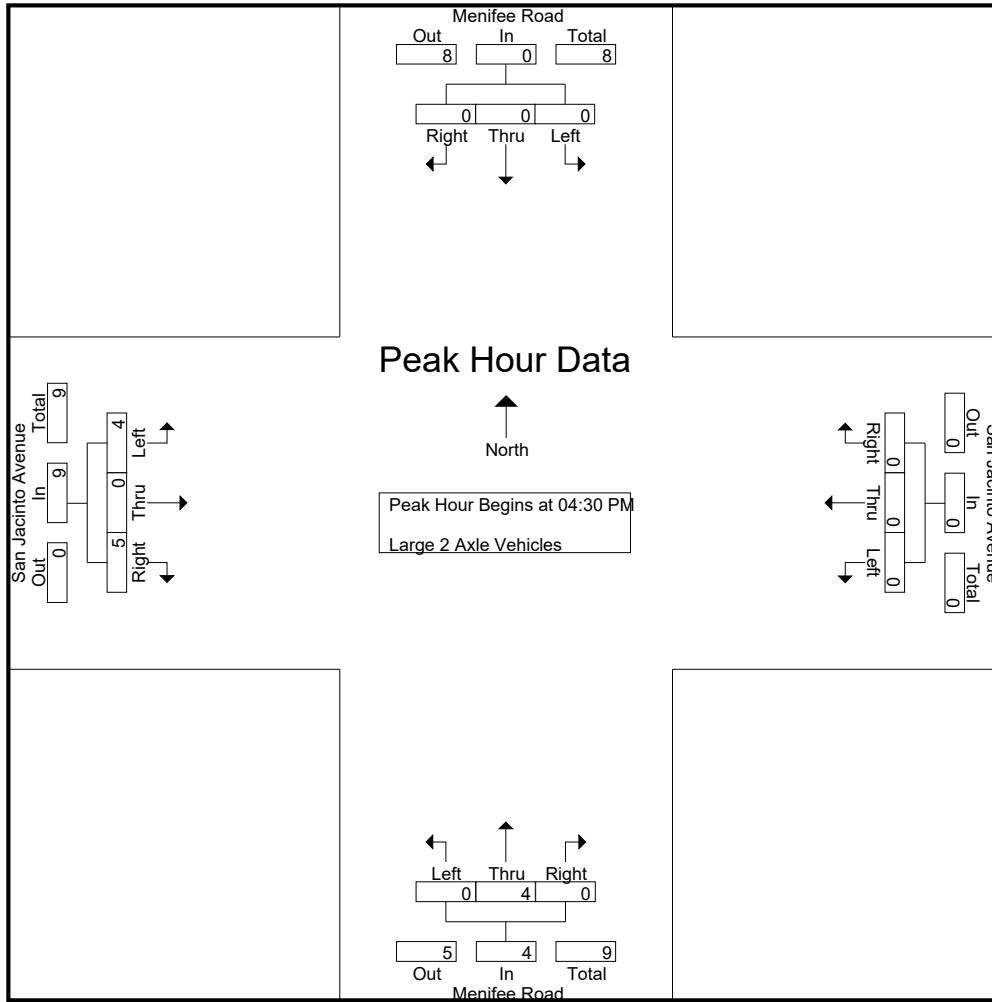 Menifee Road
Out In Total
8 0 8
0 0 0
Right Thru Left
Peak Hour Data
North
Peak Hour Begins at 04:30 PM
Large 2 Axle Vehicles
San Jacinto Avenue
Total In Out
9 9 0
4 0 5
Left Thru Right
Right Thru Left
0 0 0
Out In Total
0 0 0
San Jacinto Avenue
Left Thru Right
0 4 0
5 4 9
Out In Total
Menifee Road